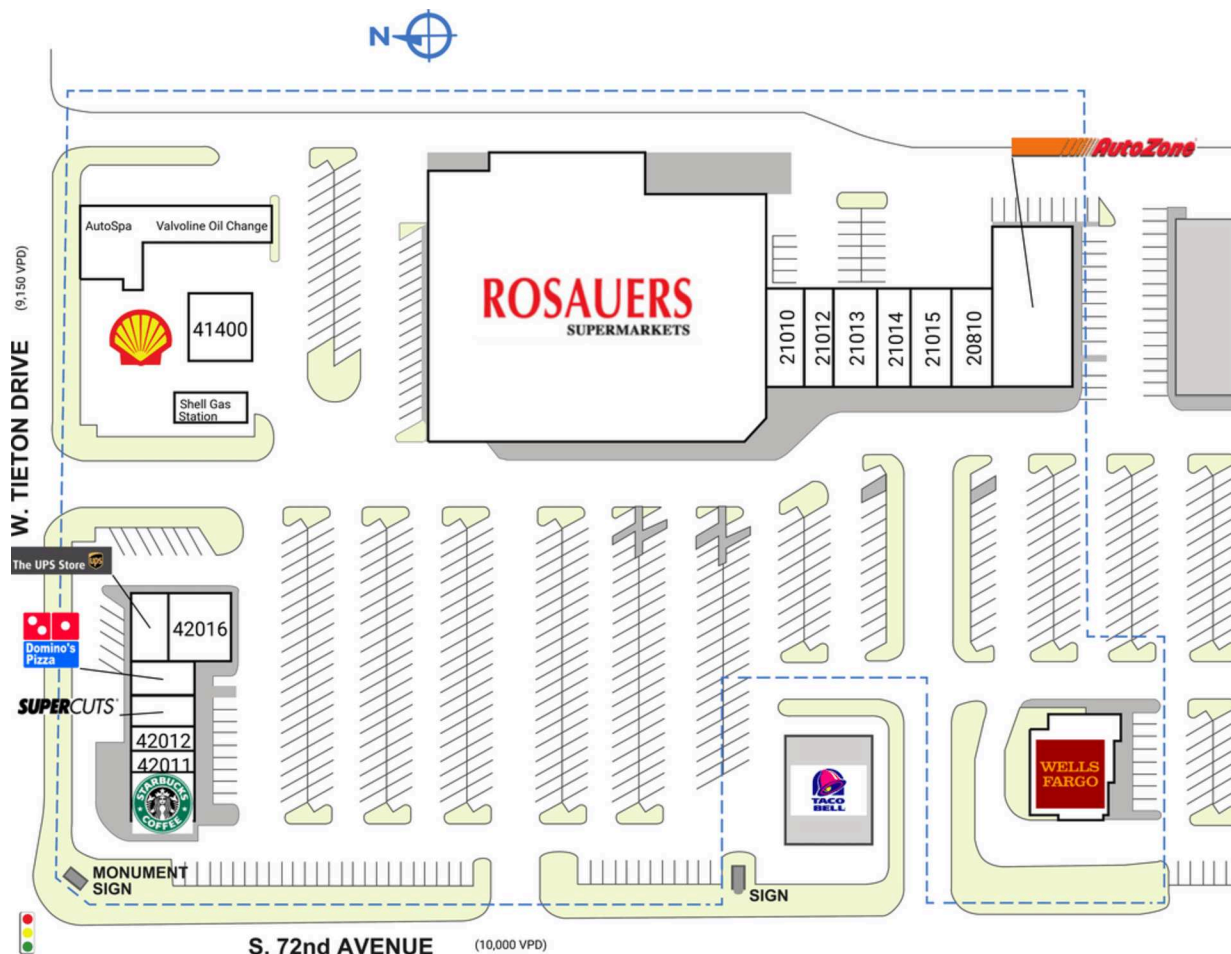 N
AutoZone
AutoSpa
Valvoline Oil Change
W. TIETON DRIVE
(9,150 VPD)
41400
Shell Gas
Station
ROSAUERS
SUPERMARKETS
21010
21012
21013
21014
21015
20810
The UPS Store
ups
42016
Domino's
Pizza
SUPERCUTS
42012
42011
STARBUCKS
COFFEE
TACO
BELL
WELLS
FARGO
MONUMENT
SIGN
SIGN
S. 72nd AVENUE
(10,000 VPD)